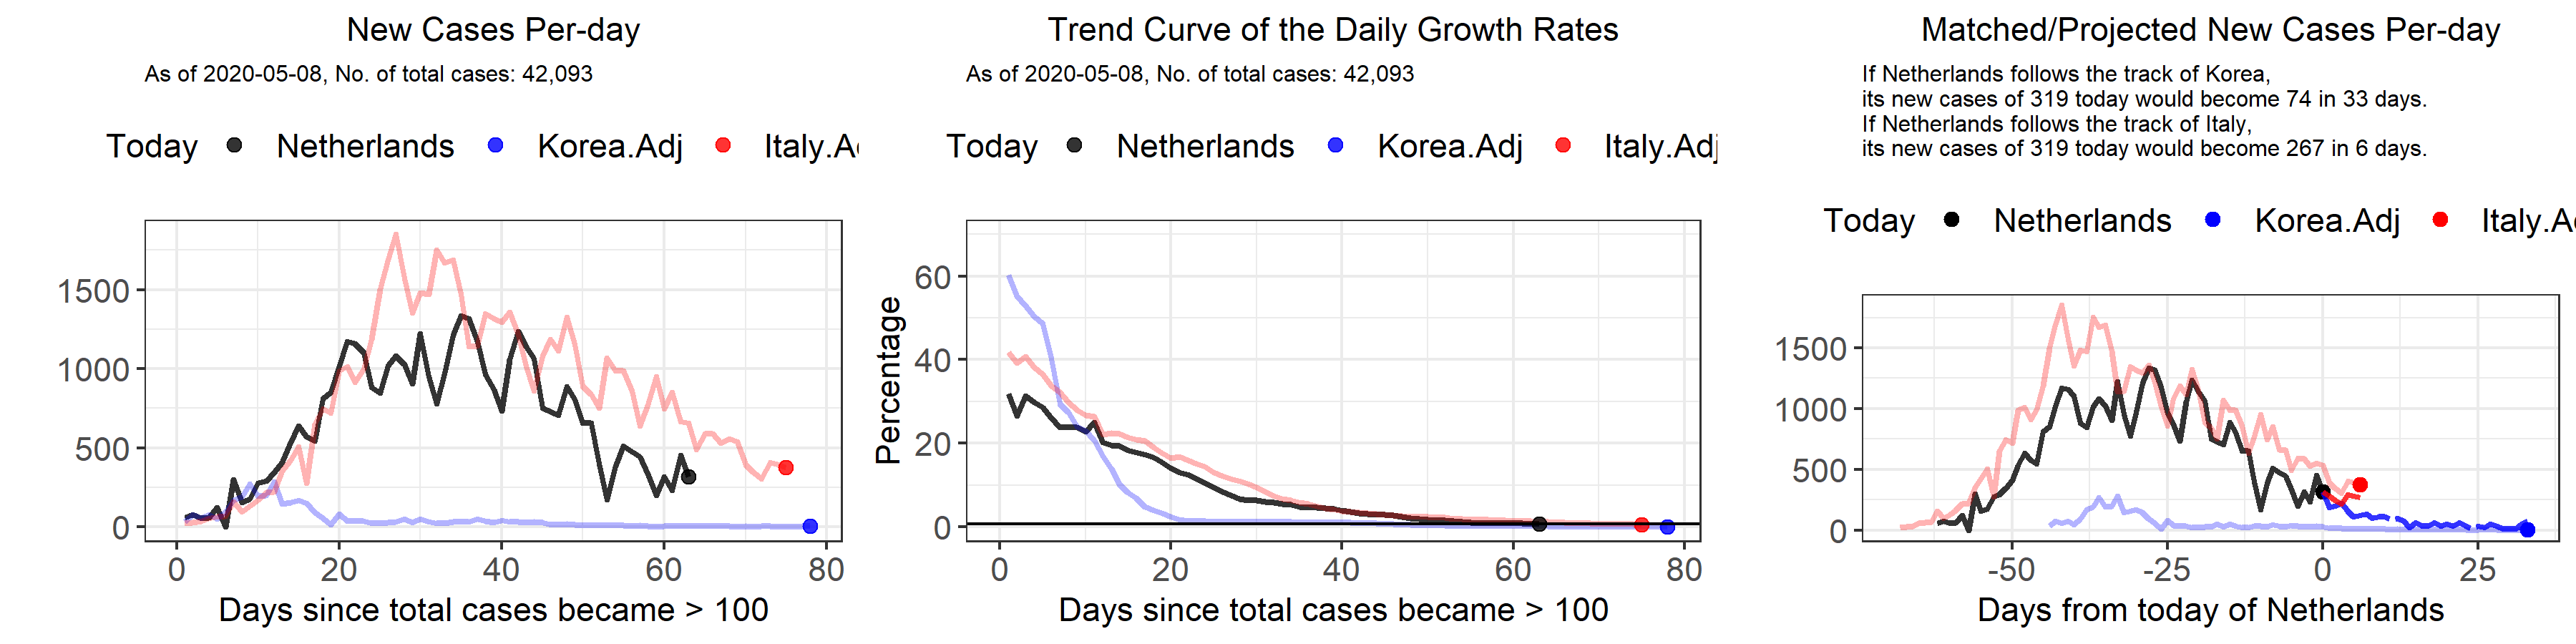 New Cases Per-day
As of 2020-05-08, No. of total cases: 42,093
Today Netherlands Korea.Adj Italy.A
1500
1000
500
0
0 20 40 60 80
Days since total cases became > 100
Trend Curve of the Daily Growth Rates
As of 2020-05-08, No. of total cases: 42,093
Today Netherlands Korea.Adj Italy.Adj
Percentage
60
40
20
0
0 20 40 60 80
Days since total cases became > 100
Matched/Projected New Cases Per-day
If Netherlands follows the track of Korea,
its new cases of 319 today would become 74 in 33 days.
If Netherlands follows the track of Italy,
its new cases of 319 today would become 267 in 6 days.
Today Netherlands Korea.Adj Italy.A
1500
1000
500
0
-50 -25 0 25
Days from today of Netherlands